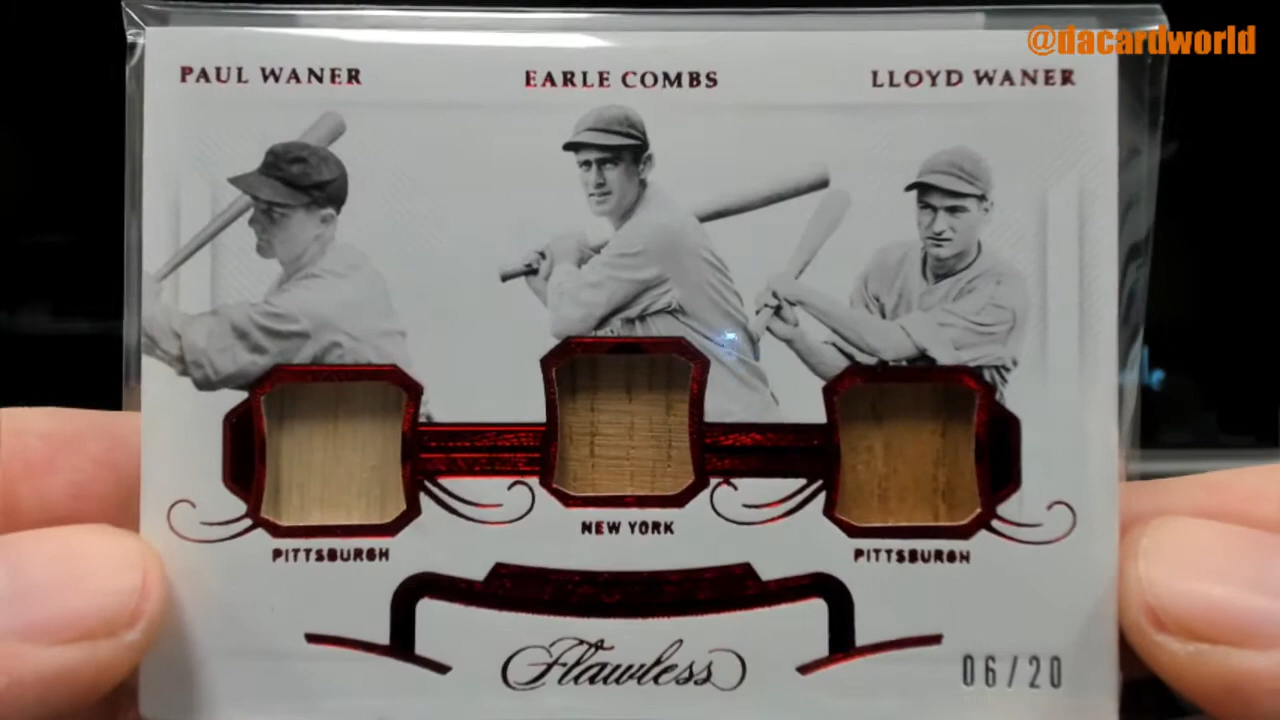 @dacardworld
PAUL WANER
EARLE COMBS
LLOYD WANER
NEW YORK
PITTSBURGH
PITTSBURGH
Flawless
06/20